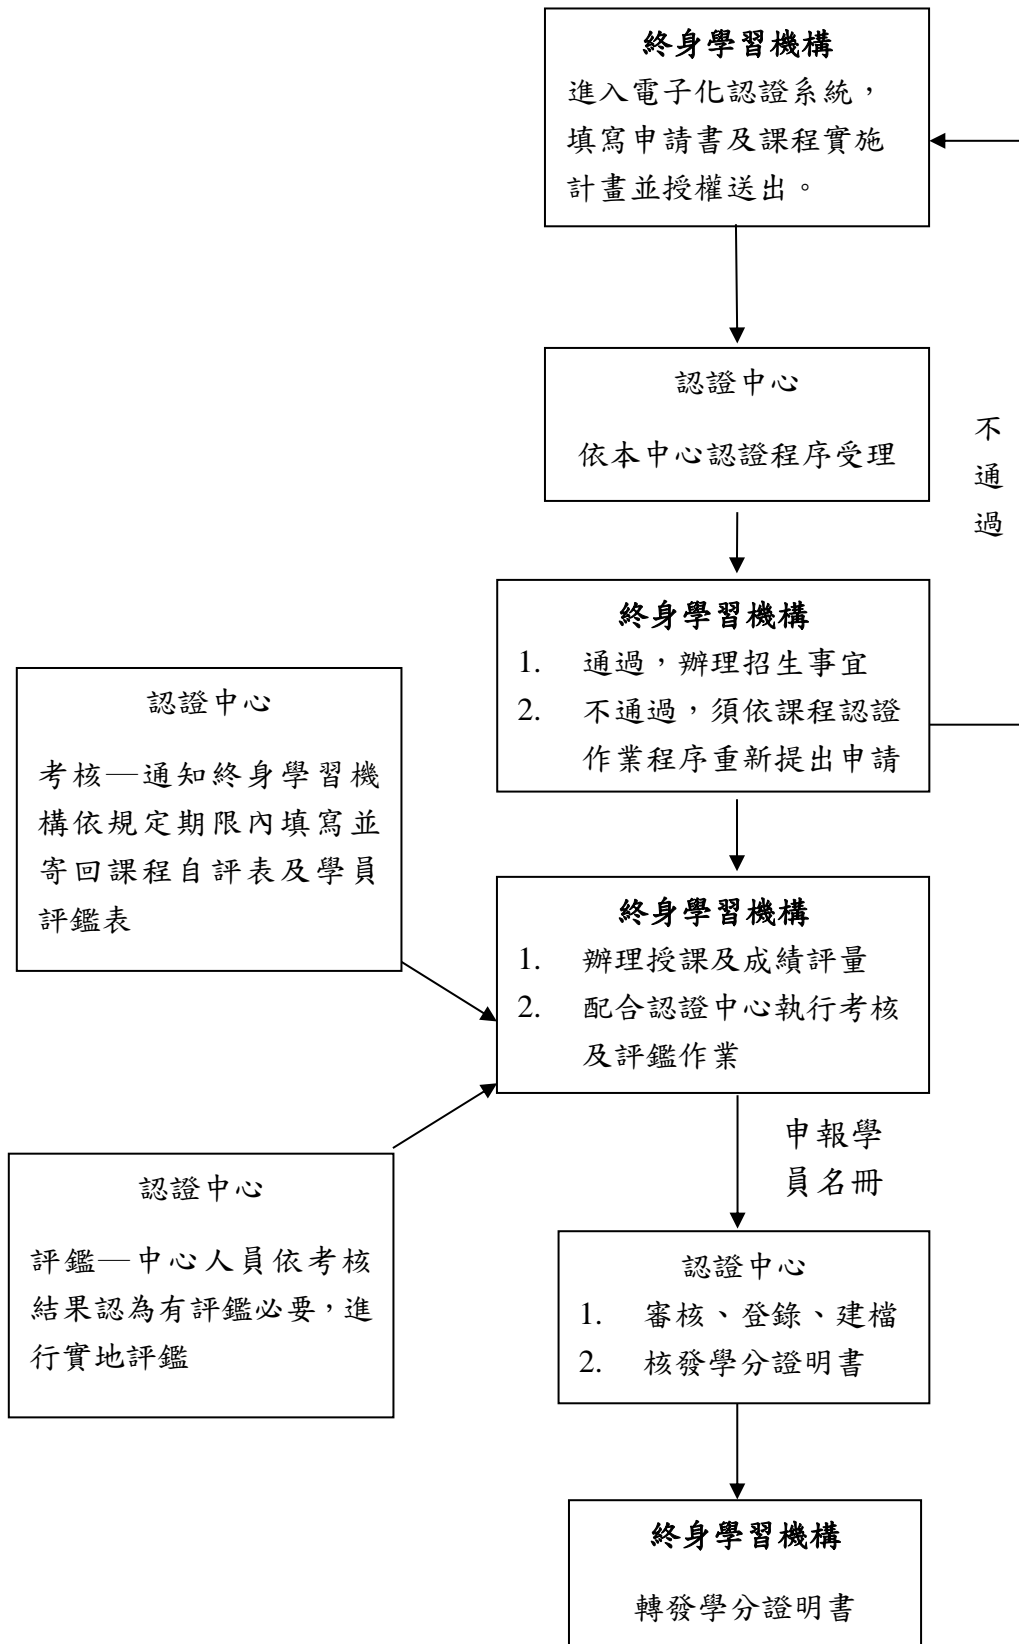 終身學習機構
進入電子化認證系統，
填寫申請書及課程實施
計畫並授權送出。
認證中心
依本中心認證程序受理
不
通
過
終身學習機構
1. 通過，辦理招生事宜
2. 不通過，須依課程認證
作業程序重新提出申請
認證中心
考核—通知終身學習機
構依規定期限內填寫並
寄回課程自評表及學員
評鑑表
終身學習機構
1. 辦理授課及成績評量
2. 配合認證中心執行考核
及評鑑作業
申報學
員名冊
認證中心
評鑑—中心人員依考核
結果認為有評鑑必要，進
行實地評鑑
認證中心
1. 審核、登錄、建檔
2. 核發學分證明書
終身學習機構
轉發學分證明書